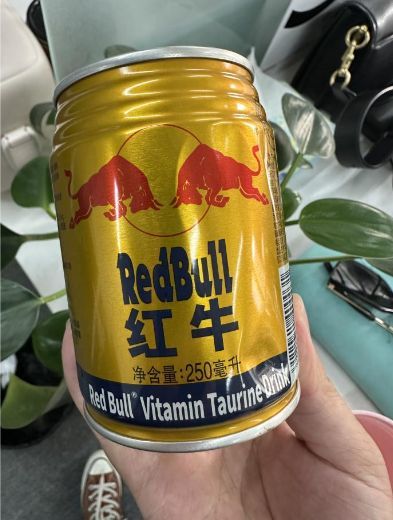 RedBull
红牛
净含量:250毫升
Red Bull® Vitamin Taurine Drink